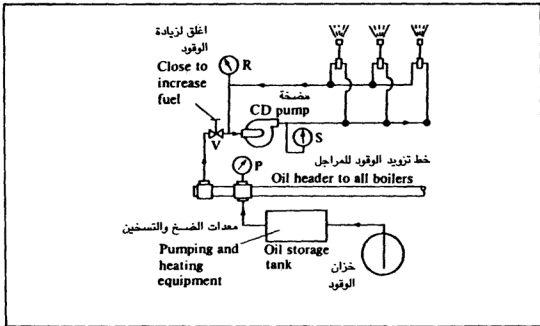 اغلق لزيادة
الوقود
Close to
increase
fuel
R
مضخة
CD pump
V
S
P
خط تزويد الوقود للمراجل
Oil header to all boilers
معدات الضخ والتسخين
Pumping and
heating
equipment
Oil storage
tank
خزان
الوقود